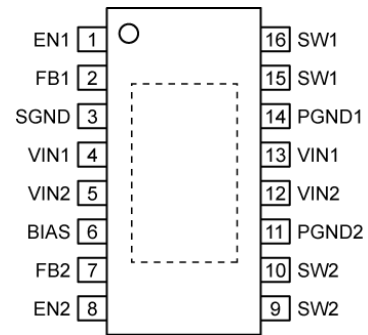 EN1 1 16 SW1
FB1 2 15 SW1
SGND 3 14 PGND1
VIN1 4 13 VIN1
VIN2 5 12 VIN2
BIAS 6 11 PGND2
FB2 7 10 SW2
EN2 8 9 SW2